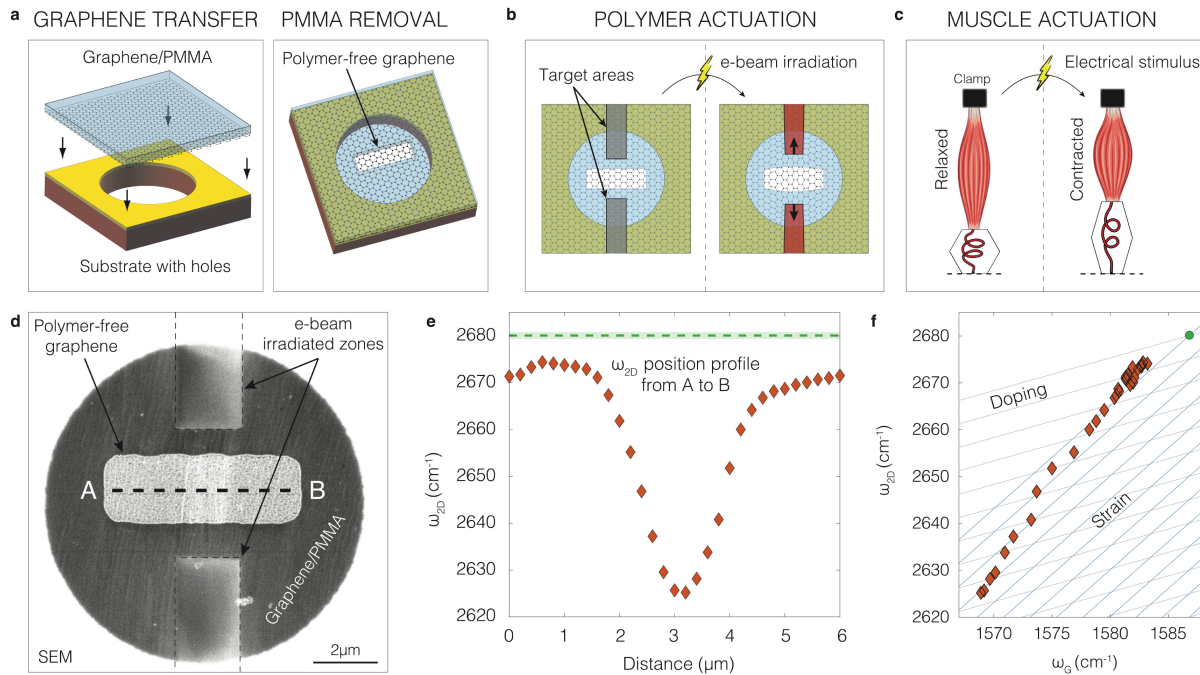 a GRAPHENE TRANSFER PMMA REMOVAL
Graphene/PMMA
Substrate with holes
Polymer-free graphene
b POLYMER ACTUATION
Target areas
e-beam irradiation
c MUSCLE ACTUATION
Clamp
Electrical stimulus
Relaxed
Contracted
d
Polymer-free
graphene
e-beam
irradiated zones
A B
Graphene/PMMA
SEM
2μm
e
ω2D position profile
from A to B
2680
2670
2660
2650
2640
2630
2620
ω2D (cm⁻¹)
0 1 2 3 4 5 6
Distance (μm)
f
2680
2670
2660
2650
2640
2630
2620
ω2D (cm⁻¹)
Doping
Strain
1570 1575 1580 1585
ωG (cm⁻¹)